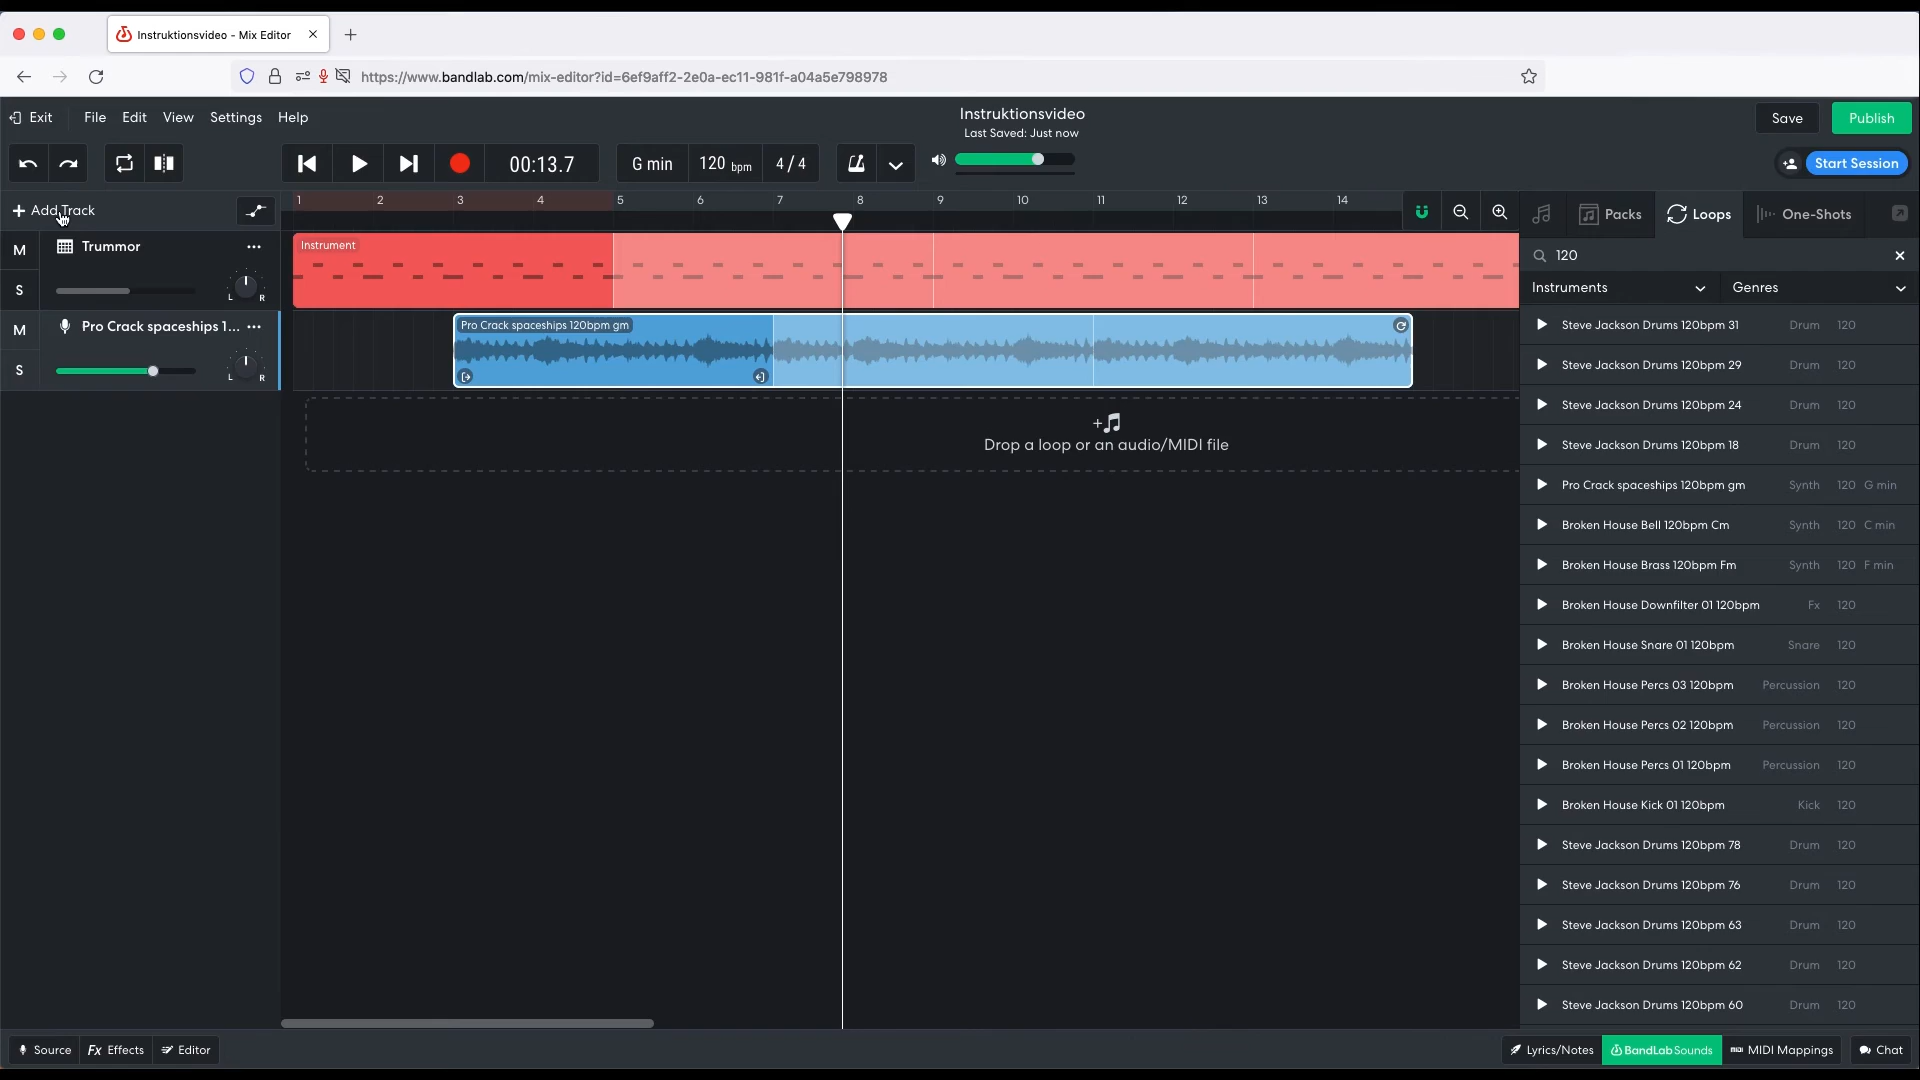 Instruktionsvideo - Mix Editor
https://www.bandlab.com/mix-editor?id=6ef9aff2-2e0a-ec11-981f-a04a5e798978
Exit File Edit View Settings Help
Instruktionsvideo
Last Saved: Just now
Save Publish
00:13.7 G min 120 bpm 4 / 4
Start Session
+ Add Track
1 2 3 4 5 6 7 8 9 10 11 12 13 14
Packs Loops One-Shots
M Trummor ...
S L R
Instrument
M Pro Crack spaceships 1... ...
S L R
Pro Crack spaceships 120bpm gm
Drop a loop or an audio/MIDI file
120
Instruments Genres
Steve Jackson Drums 120bpm 31 Drum 120
Steve Jackson Drums 120bpm 29 Drum 120
Steve Jackson Drums 120bpm 24 Drum 120
Steve Jackson Drums 120bpm 18 Drum 120
Pro Crack spaceships 120bpm gm Synth 120 G min
Broken House Bell 120bpm Cm Synth 120 C min
Broken House Brass 120bpm Fm Synth 120 F min
Broken House Downfilter 01 120bpm Fx 120
Broken House Snare 01 120bpm Snare 120
Broken House Percs 03 120bpm Percussion 120
Broken House Percs 02 120bpm Percussion 120
Broken House Percs 01 120bpm Percussion 120
Broken House Kick 01 120bpm Kick 120
Steve Jackson Drums 120bpm 78 Drum 120
Steve Jackson Drums 120bpm 76 Drum 120
Steve Jackson Drums 120bpm 63 Drum 120
Steve Jackson Drums 120bpm 62 Drum 120
Steve Jackson Drums 120bpm 60 Drum 120
Source Fx Effects Editor
Lyrics/Notes BandLab Sounds MIDI Mappings Chat